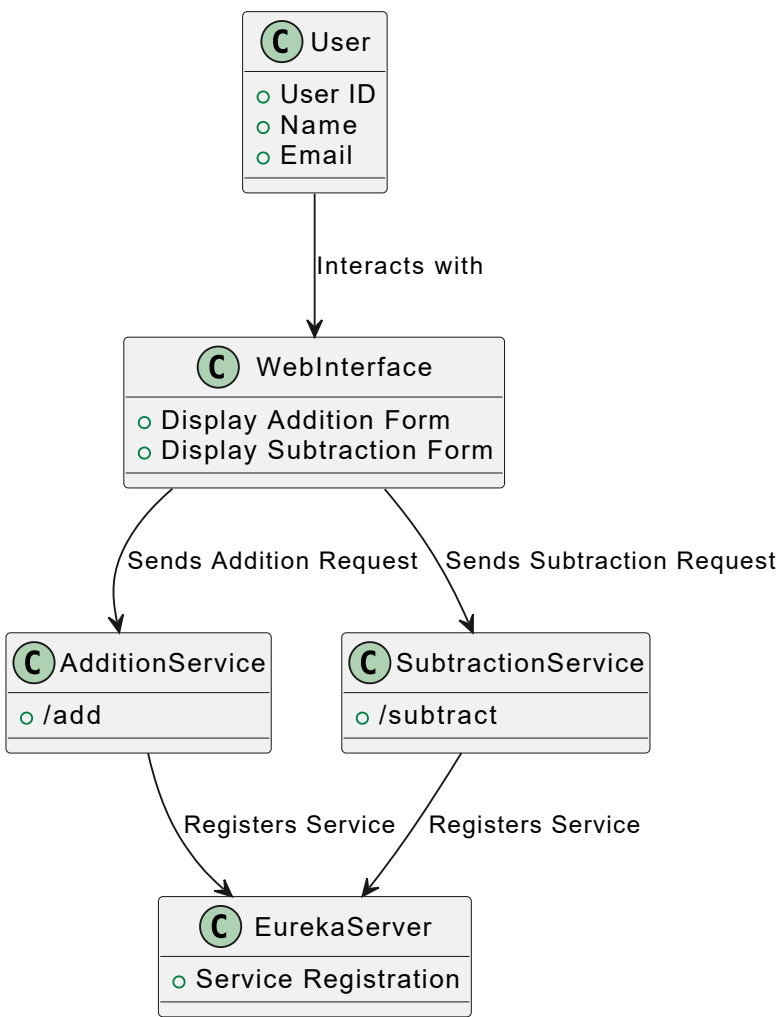 C User
User ID
Name
Email
Interacts with
C WebInterface
Display Addition Form
Display Subtraction Form
Sends Addition Request
Sends Subtraction Request
C AdditionService
/add
C SubtractionService
/subtract
Registers Service
Registers Service
C EurekaServer
Service Registration